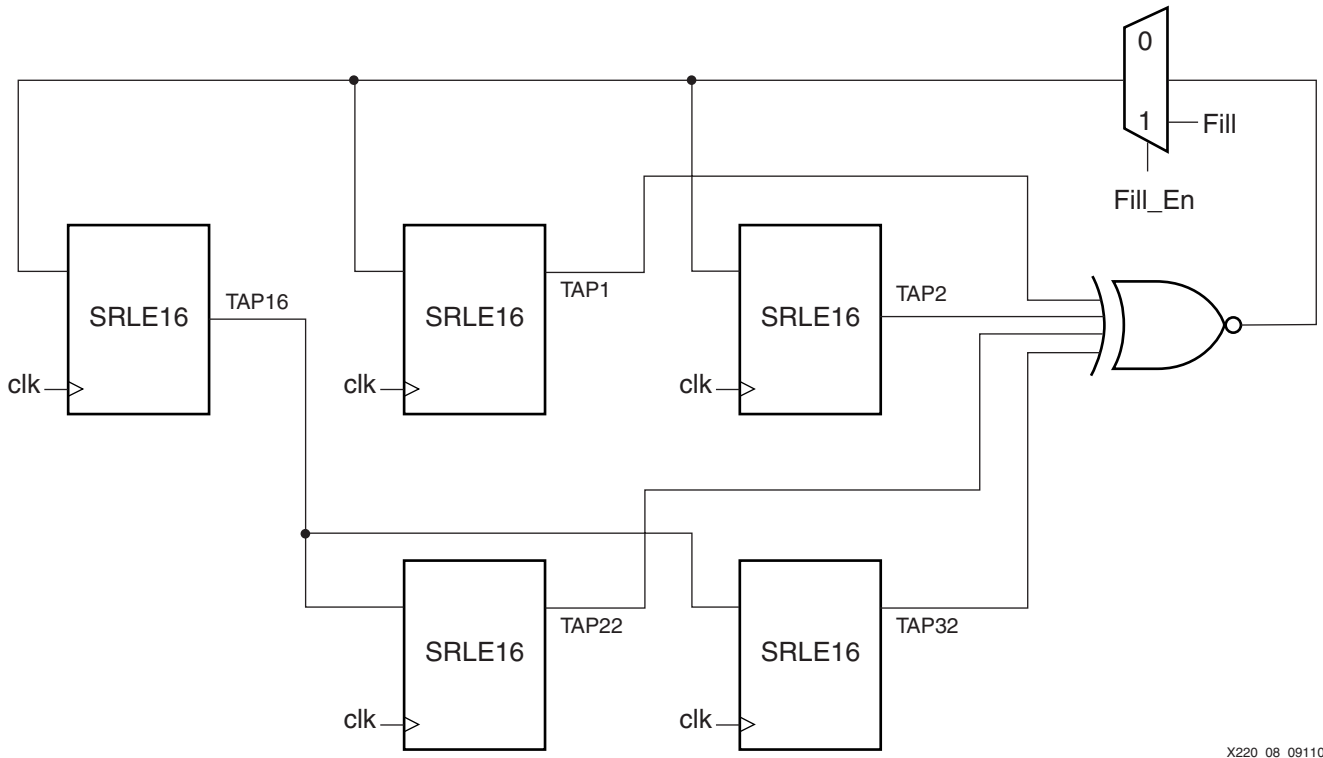 0
1
Fill
Fill_En
SRLE16
TAP16
clk
SRLE16
TAP1
clk
SRLE16
TAP2
clk
SRLE16
TAP22
clk
SRLE16
TAP32
clk
X220_08_09110